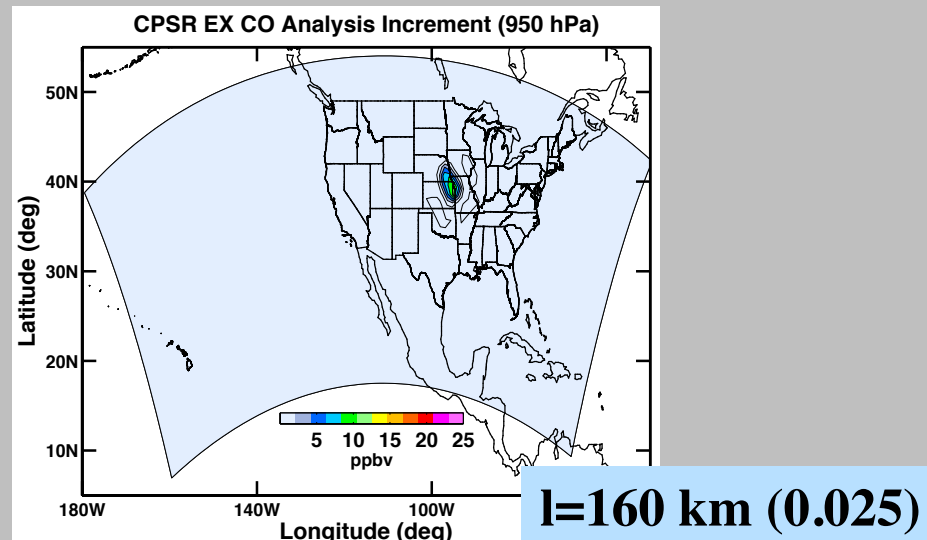 CPSR EX CO Analysis Increment (950 hPa)
50N
40N
30N
20N
10N
Latitude (deg)
5 10 15 20 25
ppbv
180W 140W 100W
Longitude (deg)
l=160 km (0.025)